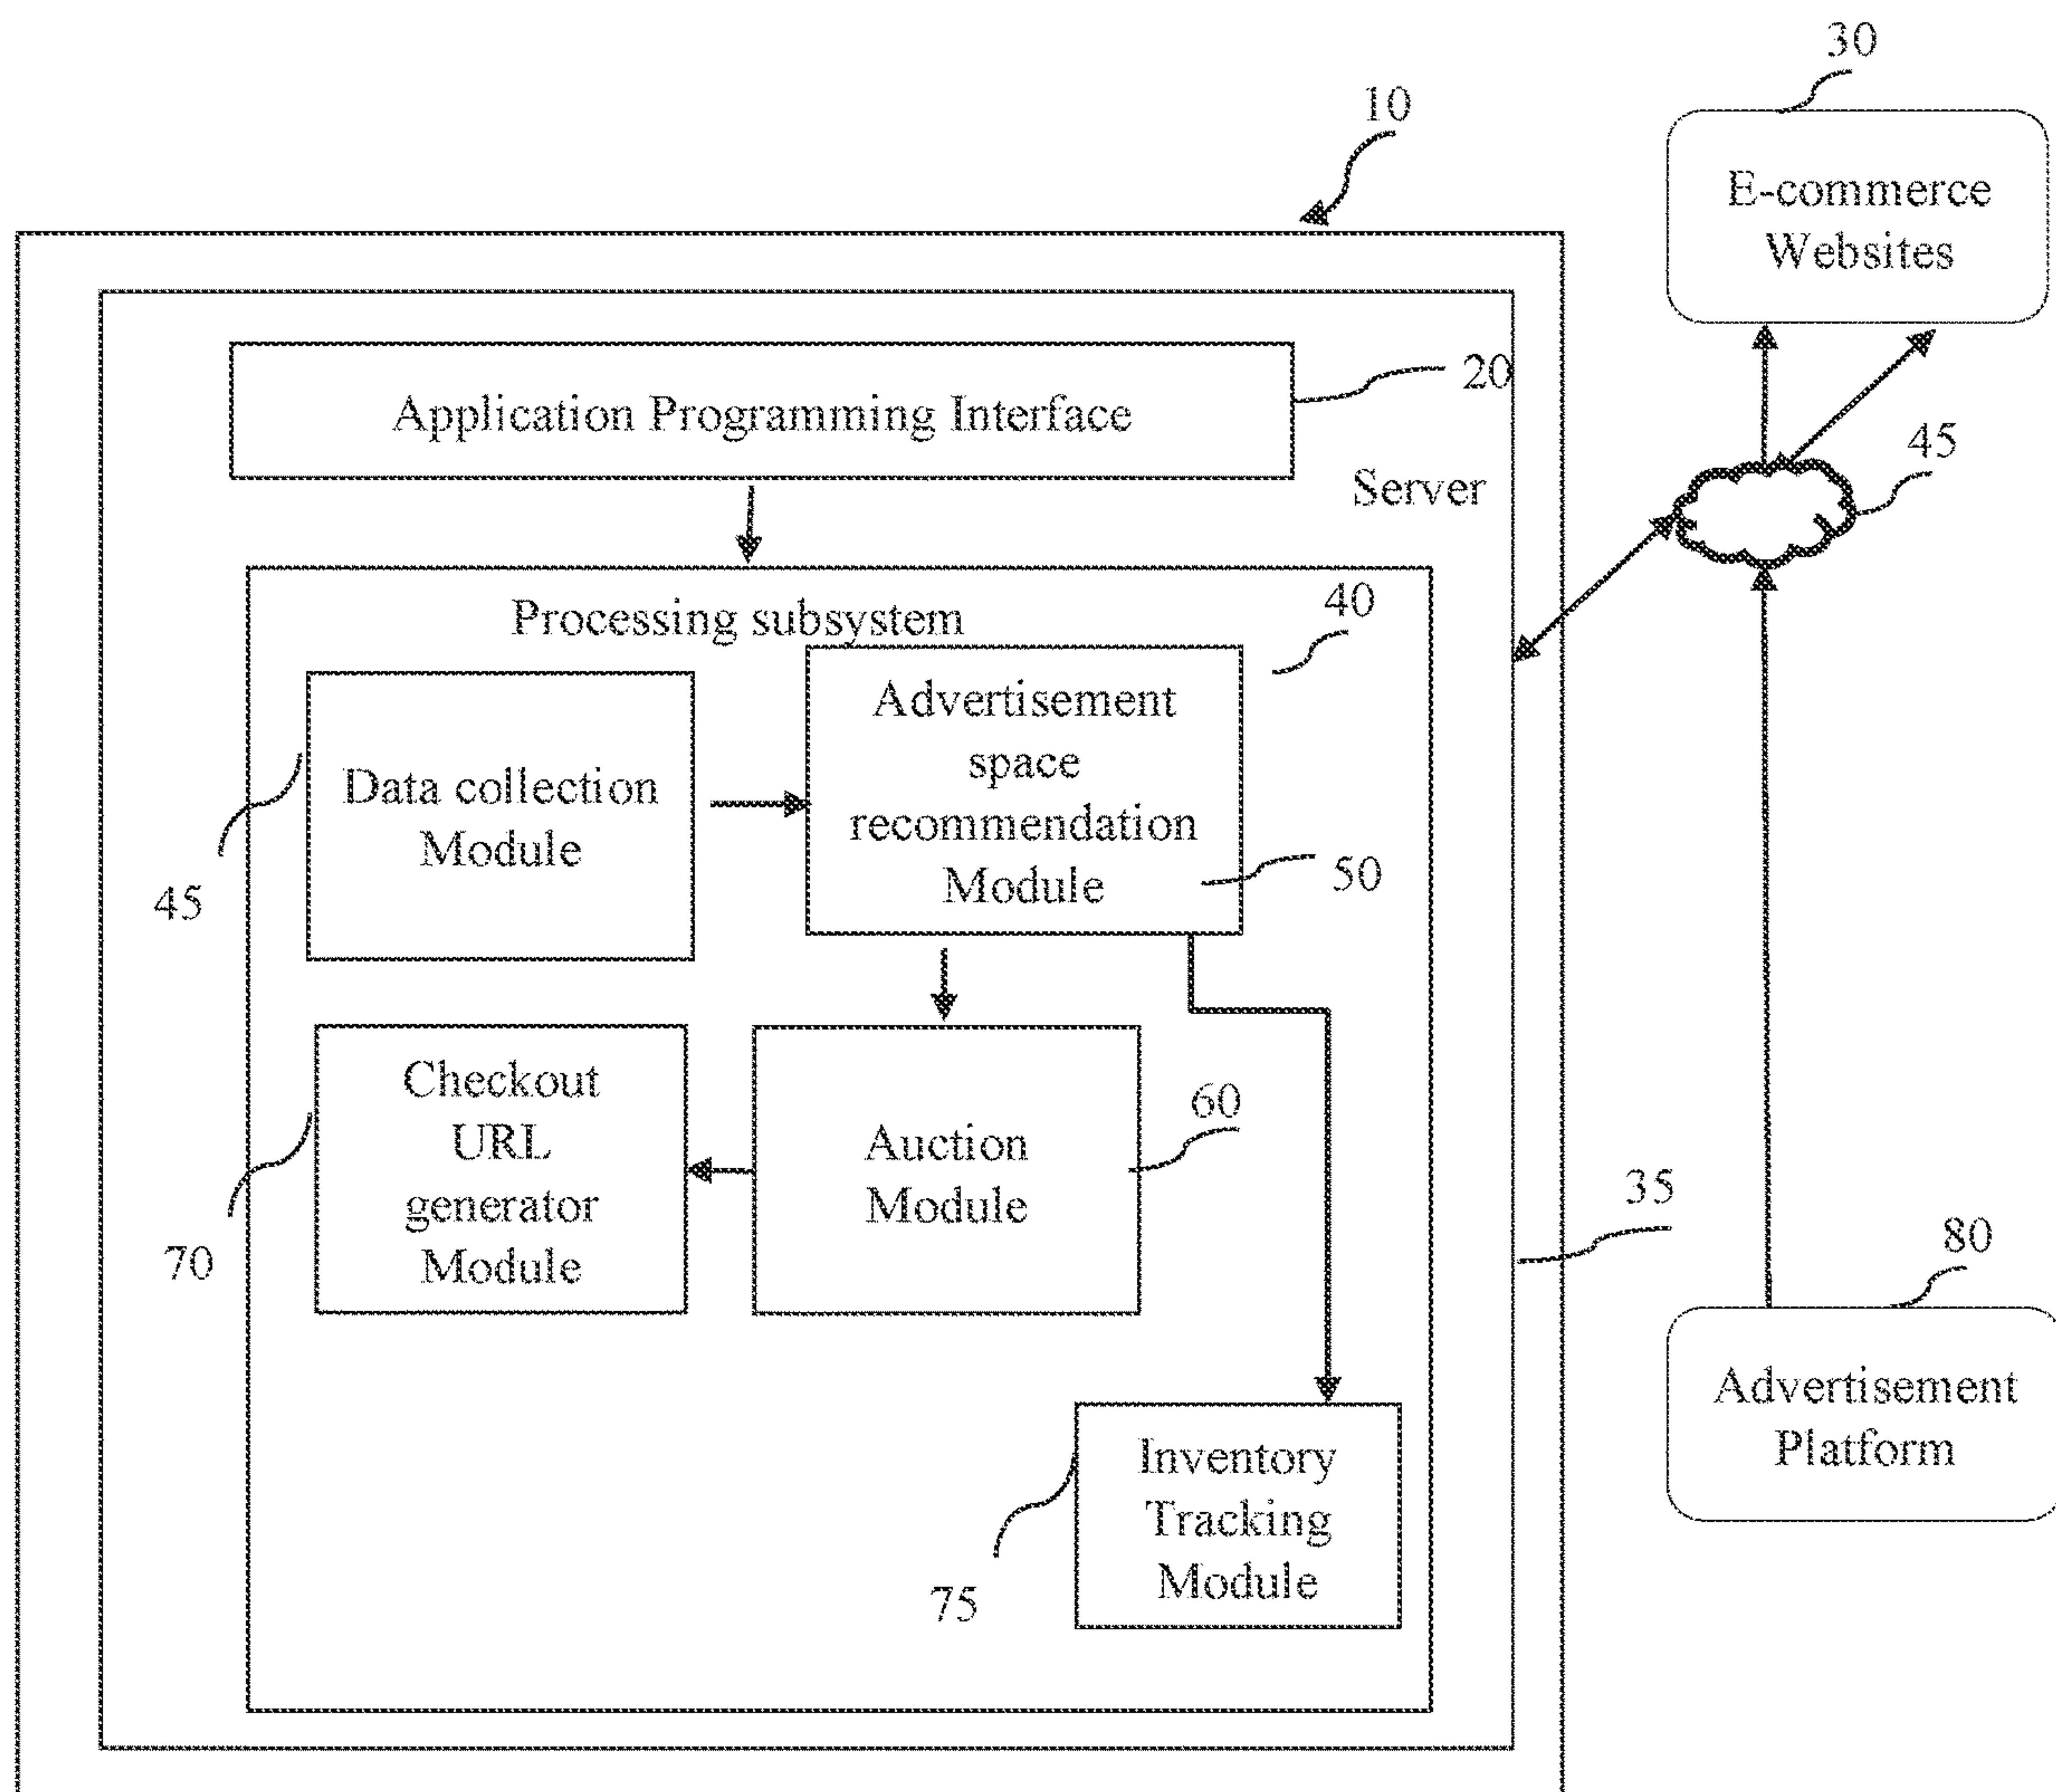 30
10
E-commerce
Websites
20
Application Programming Interface
45
Server
40
Processing subsystem
Advertisement
space
recommendation
Module
Data collection
Module
50
45
Checkout
URL
generator
Module
60
Auction
Module
35
70
80
Advertisement
Platform
Inventory
Tracking
Module
75